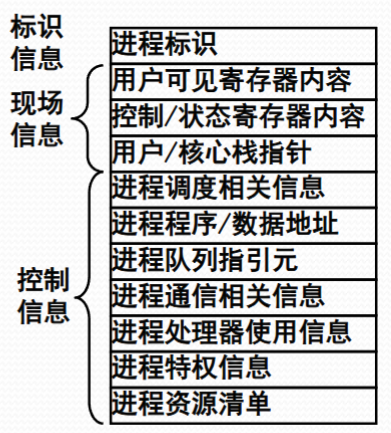 标识
信息
进程标识
现场
信息
用户可见寄存器内容
控制/状态寄存器内容
用户/核心栈指针
控制
信息
进程调度相关信息
进程程序/数据地址
进程队列指引元
进程通信相关信息
进程处理器使用信息
进程特权信息
进程资源清单